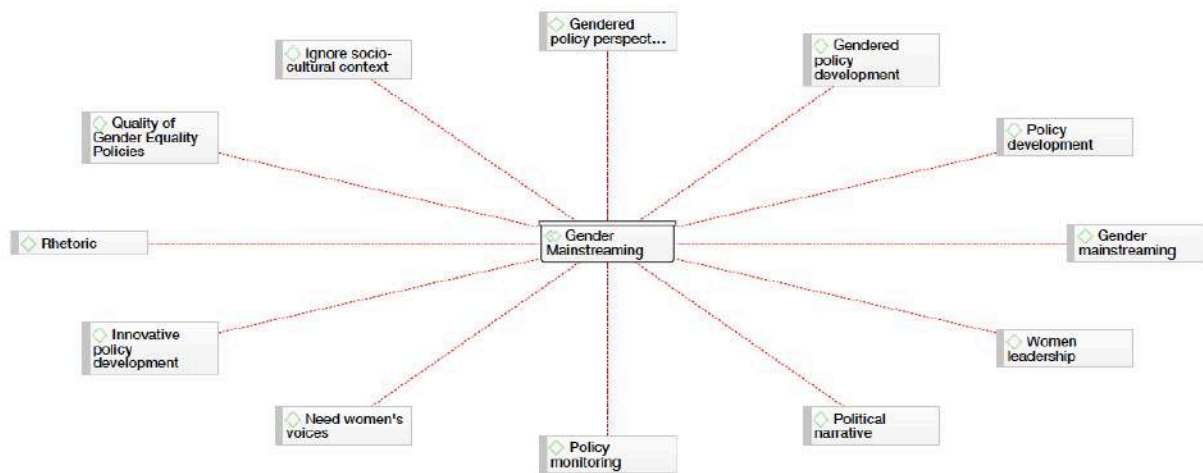 Gendered
policy perspect...
Ignore socio-
cultural context
Gendered
policy
development
Quality of
Gender Equality
Policies
Policy
development
Rhetoric
Gender
Mainstreaming
Gender
mainstreaming
Innovative
policy
development
Women
leadership
Need women's
voices
Policy
monitoring
Political
narrative